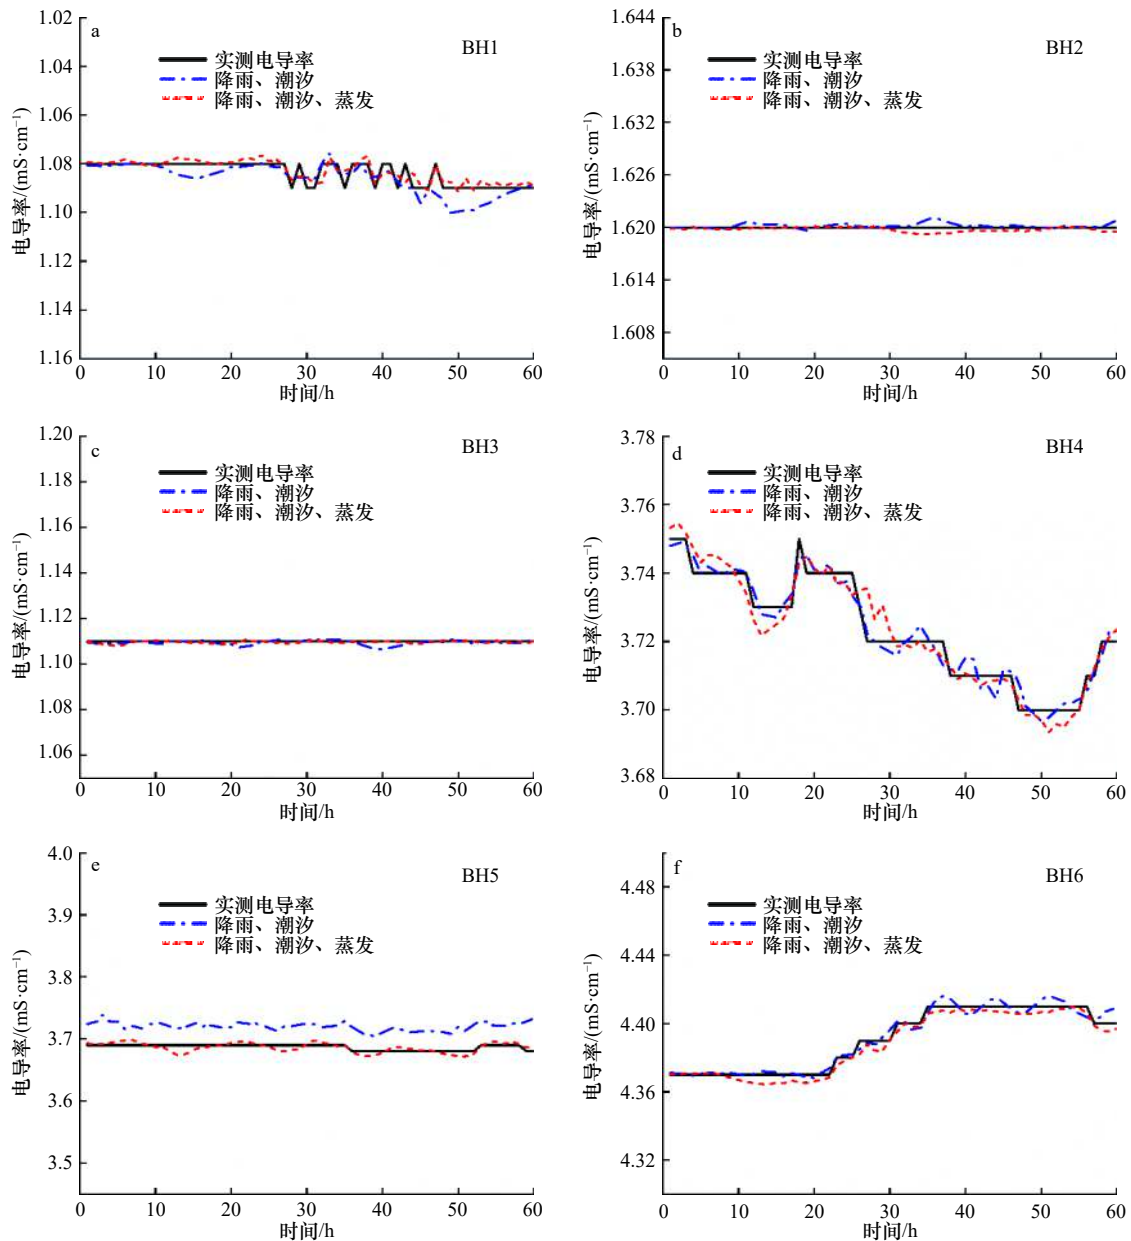 a
BH1
实测电导率
降雨、潮汐
降雨、潮汐、蒸发
1.02
1.04
1.06
1.08
1.10
1.12
1.14
1.16
电导率/(mS·cm⁻¹)
0 10 20 30 40 50 60
时间/h
b
BH2
实测电导率
降雨、潮汐
降雨、潮汐、蒸发
1.644
1.638
1.632
1.626
1.620
1.614
1.608
电导率/(mS·cm⁻¹)
0 10 20 30 40 50 60
时间/h
c
BH3
实测电导率
降雨、潮汐
降雨、潮汐、蒸发
1.20
1.18
1.16
1.14
1.12
1.10
1.08
1.06
电导率/(mS·cm⁻¹)
0 10 20 30 40 50 60
时间/h
d
BH4
实测电导率
降雨、潮汐
降雨、潮汐、蒸发
3.78
3.76
3.74
3.72
3.70
3.68
电导率/(mS·cm⁻¹)
0 10 20 30 40 50 60
时间/h
e
BH5
实测电导率
降雨、潮汐
降雨、潮汐、蒸发
4.0
3.9
3.8
3.7
3.6
3.5
电导率/(mS·cm⁻¹)
0 10 20 30 40 50 60
时间/h
f
BH6
实测电导率
降雨、潮汐
降雨、潮汐、蒸发
4.48
4.44
4.40
4.36
4.32
电导率/(mS·cm⁻¹)
0 10 20 30 40 50 60
时间/h